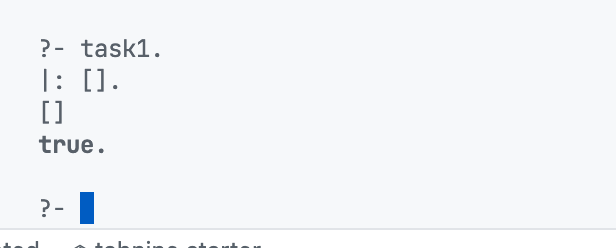 ?- task1.
|: [].
[]
true.
?-